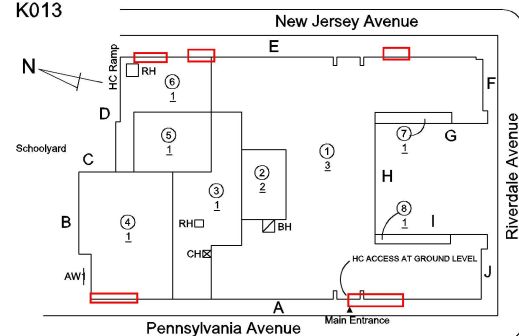 K013
New Jersey Avenue
E
N
HC Ramp
RH
6
1
F
D
5
1
7
1
G
Riverdale Avenue
Schoolyard
C
1
3
2
2
H
3
1
B
4
1
RH
BH
8
1
I
CH
HC ACCESS AT GROUND LEVEL
J
AW1
A
Main Entrance
Pennsylvania Avenue